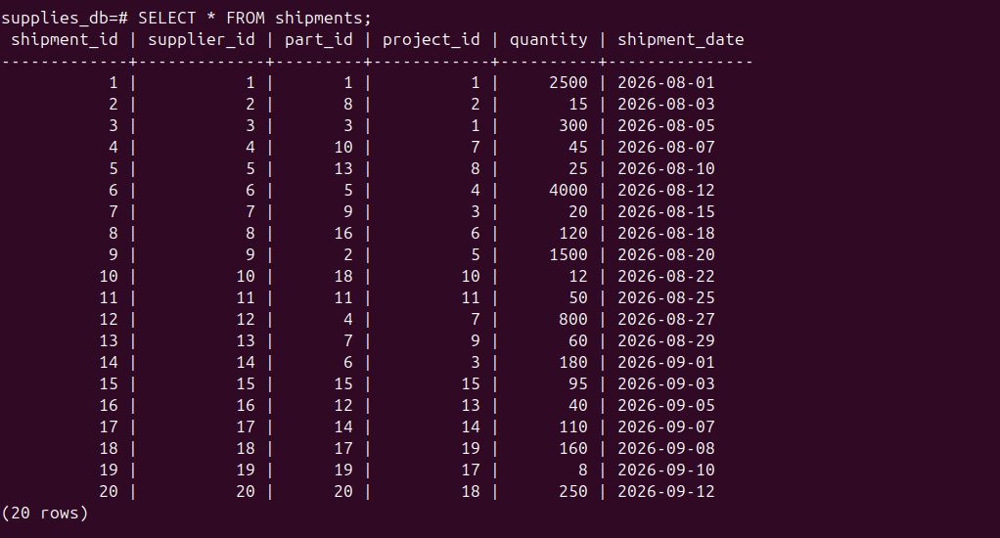 supplies_db=# SELECT * FROM shipments;
 shipment_id | supplier_id | part_id | project_id | quantity | shipment_date
-------------+-------------+---------+------------+----------+---------------
           1 |           1 |       1 |          1 |     2500 | 2026-08-01
           2 |           2 |       8 |          2 |       15 | 2026-08-03
           3 |           3 |       3 |          1 |      300 | 2026-08-05
           4 |           4 |      10 |          7 |       45 | 2026-08-07
           5 |           5 |      13 |          8 |       25 | 2026-08-10
           6 |           6 |       5 |          4 |     4000 | 2026-08-12
           7 |           7 |       9 |          3 |       20 | 2026-08-15
           8 |           8 |      16 |          6 |      120 | 2026-08-18
           9 |           9 |       2 |          5 |     1500 | 2026-08-20
          10 |          10 |      18 |         10 |       12 | 2026-08-22
          11 |          11 |      11 |         11 |       50 | 2026-08-25
          12 |          12 |       4 |          7 |      800 | 2026-08-27
          13 |          13 |       7 |          9 |       60 | 2026-08-29
          14 |          14 |       6 |          3 |      180 | 2026-09-01
          15 |          15 |      15 |         15 |       95 | 2026-09-03
          16 |          16 |      12 |         13 |       40 | 2026-09-05
          17 |          17 |      14 |         14 |      110 | 2026-09-07
          18 |          18 |      17 |         19 |      160 | 2026-09-08
          19 |          19 |      19 |         17 |        8 | 2026-09-10
          20 |          20 |      20 |         18 |      250 | 2026-09-12
(20 rows)